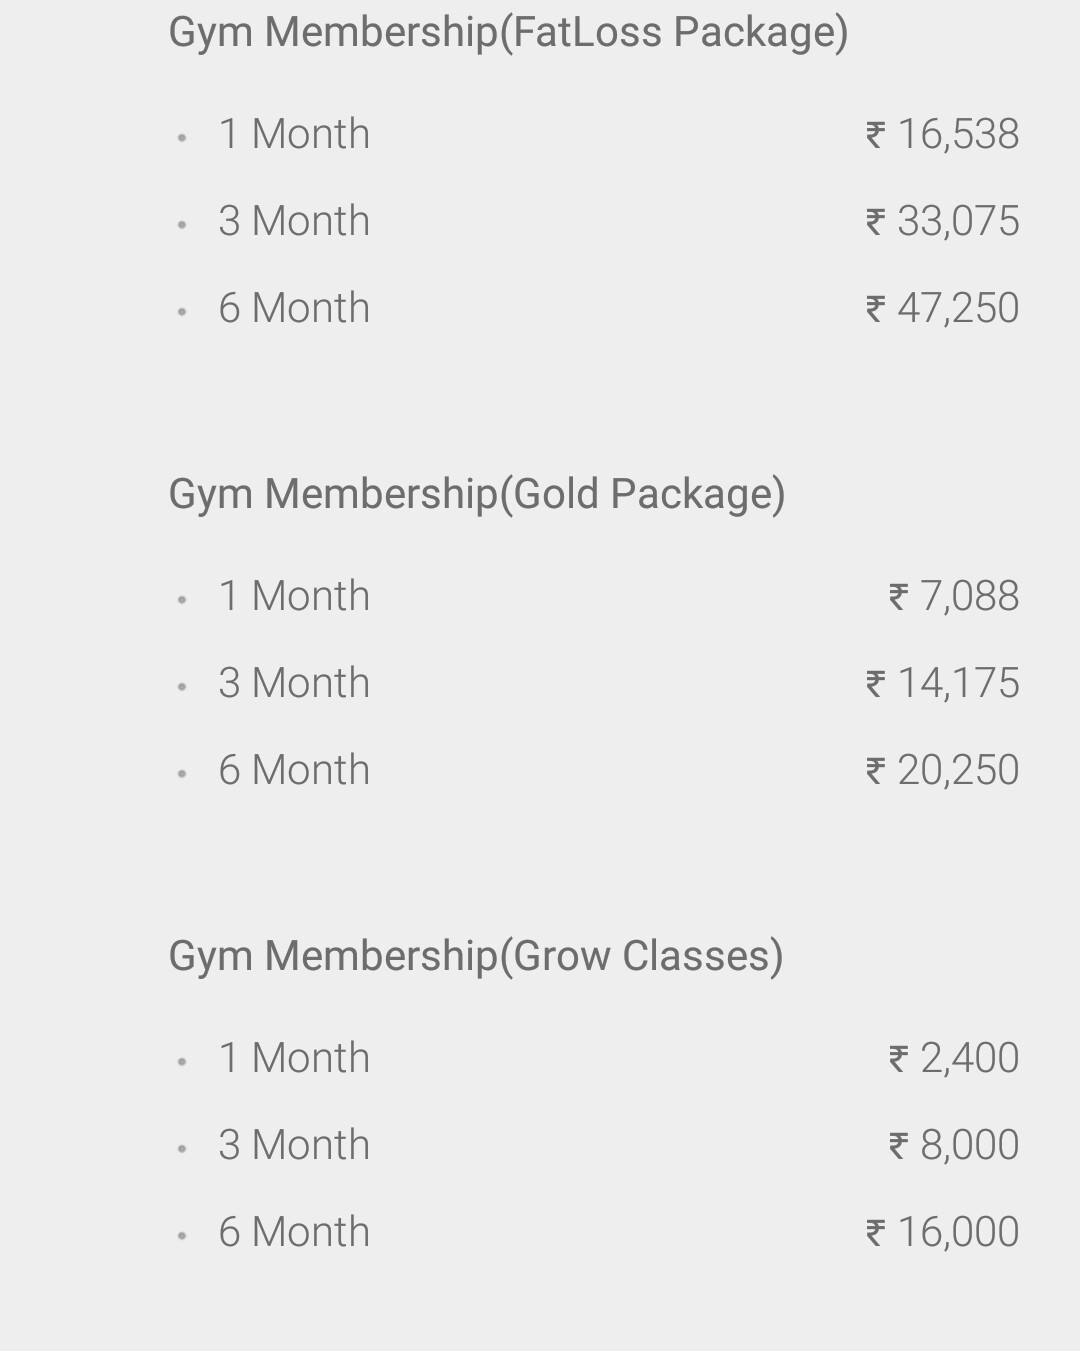 Gym Membership(FatLoss Package)
• 1 Month ₹ 16,538
• 3 Month ₹ 33,075
• 6 Month ₹ 47,250
Gym Membership(Gold Package)
• 1 Month ₹ 7,088
• 3 Month ₹ 14,175
• 6 Month ₹ 20,250
Gym Membership(Grow Classes)
• 1 Month ₹ 2,400
• 3 Month ₹ 8,000
• 6 Month ₹ 16,000